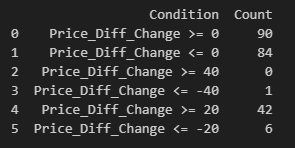 Condition Count
0 Price_Diff_Change >= 0 90
1 Price_Diff_Change <= 0 84
2 Price_Diff_Change >= 40 0
3 Price_Diff_Change <= -40 1
4 Price_Diff_Change >= 20 42
5 Price_Diff_Change <= -20 6